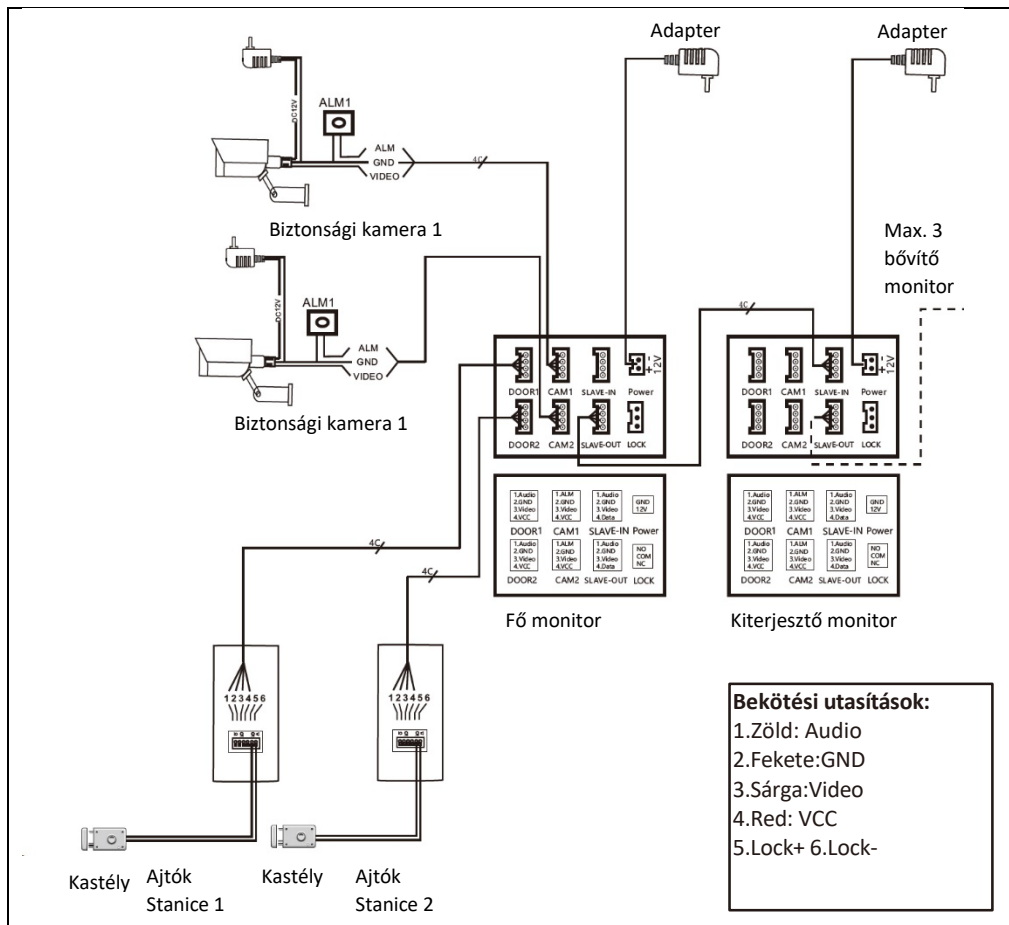 Adapter
Adapter
DC12V
ALM1
ALM
GND
VIDEO
4C
Biztonsági kamera 1
Max. 3
bővítő
monitor
DC12V
ALM1
ALM
GND
VIDEO
4C
Biztonsági kamera 1
DOOR1 CAM1 SLAVE-IN Power
- + 12V
DOOR2 CAM2 SLAVE-OUT LOCK
DOOR1 CAM1 SLAVE-IN Power
- + 12V
DOOR2 CAM2 SLAVE-OUT LOCK
1.Audio 1.ALM 1.Audio GND
2.GND 2.GND 2.GND 12V
3.Video 3.Video 3.Video
4.VCC 4.VCC 4.Data
DOOR1 CAM1 SLAVE-IN Power
1.Audio 1.ALM 1.Audio NO
2.GND 2.GND 2.GND COM
3.Video 3.Video 3.Video NC
4.VCC 4.VCC 4.Data
DOOR2 CAM2 SLAVE-OUT LOCK
1.Audio 1.ALM 1.Audio GND
2.GND 2.GND 2.GND 12V
3.Video 3.Video 3.Video
4.VCC 4.VCC 4.Data
DOOR1 CAM1 SLAVE-IN Power
1.Audio 1.ALM 1.Audio NO
2.GND 2.GND 2.GND COM
3.Video 3.Video 3.Video NC
4.VCC 4.VCC 4.Data
DOOR2 CAM2 SLAVE-OUT LOCK
4C
4C
Fő monitor
Kiterjesztő monitor
123456
123456
Bekötési utasítások:
1.Zöld: Audio
2.Fekete:GND
3.Sárga:Video
4.Red: VCC
5.Lock+ 6.Lock-
Kastély
Ajtók
Stanice 1
Kastély
Ajtók
Stanice 2